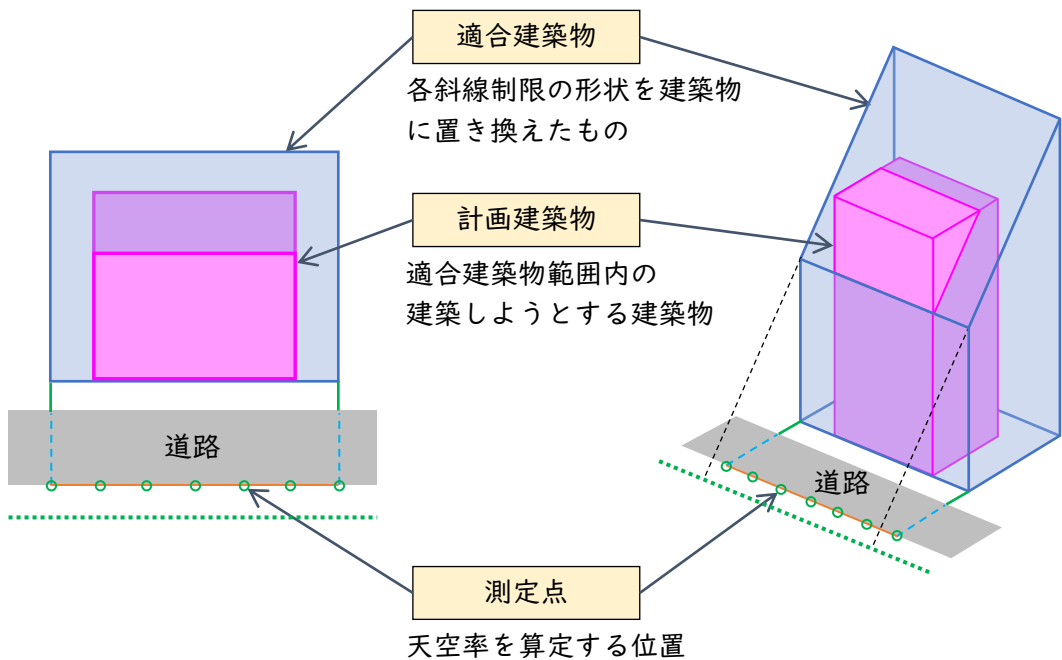 適合建築物
各斜線制限の形状を建築物
に置き換えたもの
計画建築物
適合建築物範囲内の
建築しようとする建築物
道路
道路
測定点
天空率を算定する位置